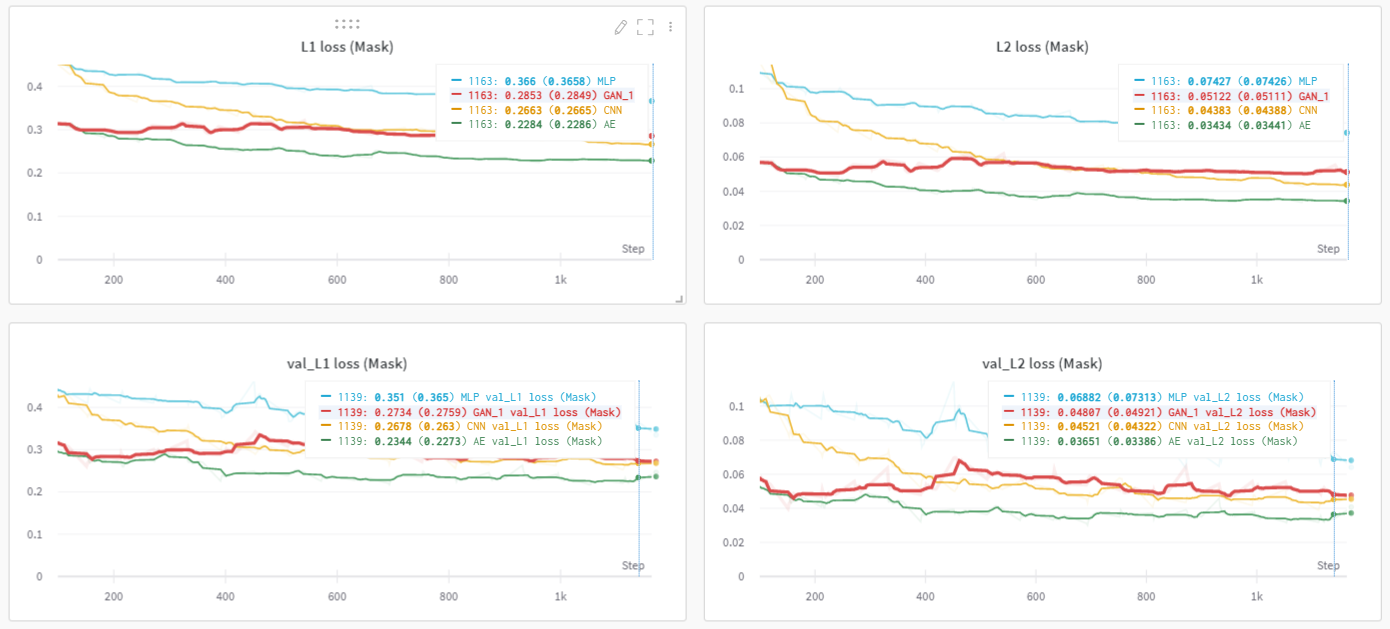 L1 loss (Mask)
1163: 0.366 (0.3658) MLP
1163: 0.2853 (0.2849) GAN_1
1163: 0.2663 (0.2665) CNN
1163: 0.2284 (0.2286) AE
0.4
0.3
0.2
0.1
0
Step
200
400
600
800
1k
L2 loss (Mask)
1163: 0.07427 (0.07426) MLP
1163: 0.05122 (0.05111) GAN_1
1163: 0.04383 (0.04388) CNN
1163: 0.03434 (0.03441) AE
0.1
0.08
0.06
0.04
0.02
0
Step
200
400
600
800
1k
val_L1 loss (Mask)
1139: 0.351 (0.365) MLP val_L1 loss (Mask)
1139: 0.2734 (0.2759) GAN_1 val_L1 loss (Mask)
1139: 0.2678 (0.263) CNN val_L1 loss (Mask)
1139: 0.2344 (0.2273) AE val_L1 loss (Mask)
0.4
0.3
0.2
0.1
0
Step
200
400
600
800
1k
val_L2 loss (Mask)
1139: 0.06882 (0.07313) MLP val_L2 loss (Mask)
1139: 0.04807 (0.04921) GAN_1 val_L2 loss (Mask)
1139: 0.04521 (0.04322) CNN val_L2 loss (Mask)
1139: 0.03651 (0.03386) AE val_L2 loss (Mask)
0.1
0.08
0.06
0.04
0.02
0
Step
200
400
600
800
1k